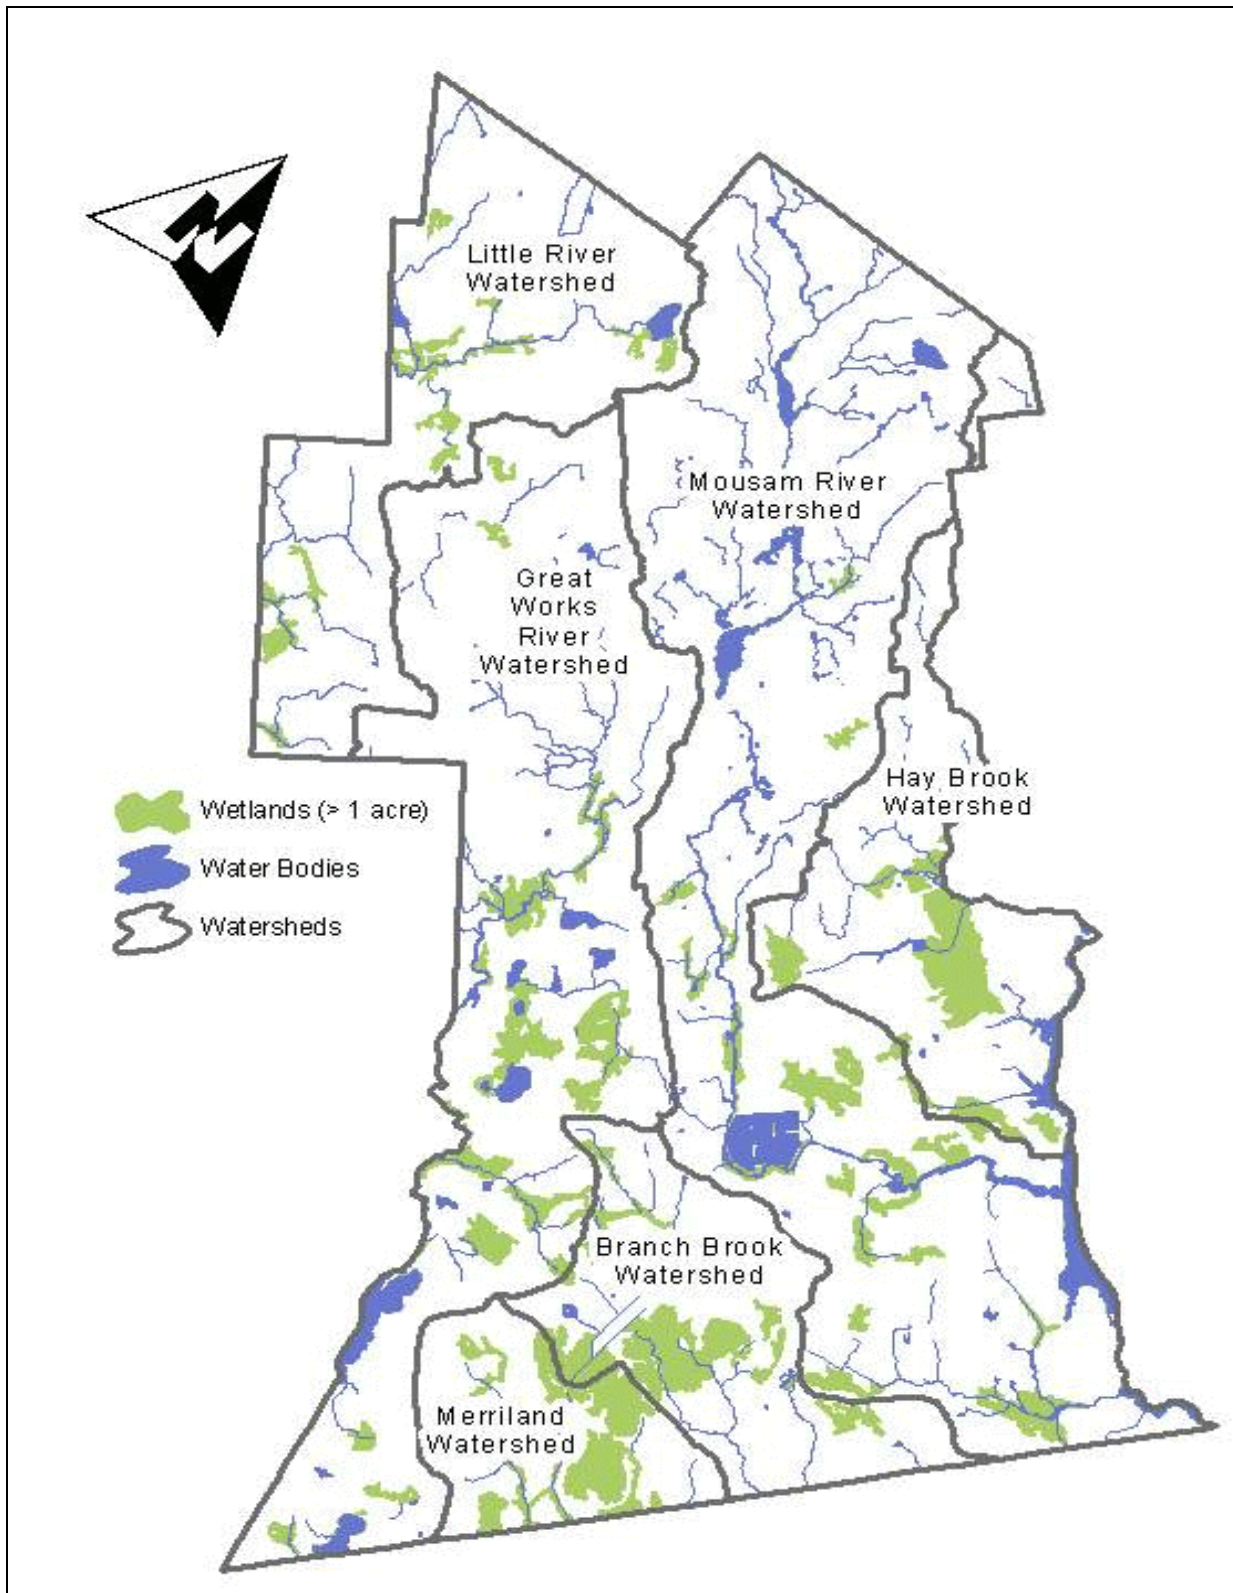 Little River
Watershed
Mousam River
Watershed
Great
Works
River
Watershed
Hay Brook
Watershed
Wetlands (> 1 acre)
Water Bodies
Watersheds
Branch Brook
Watershed
Merriland
Watershed
N